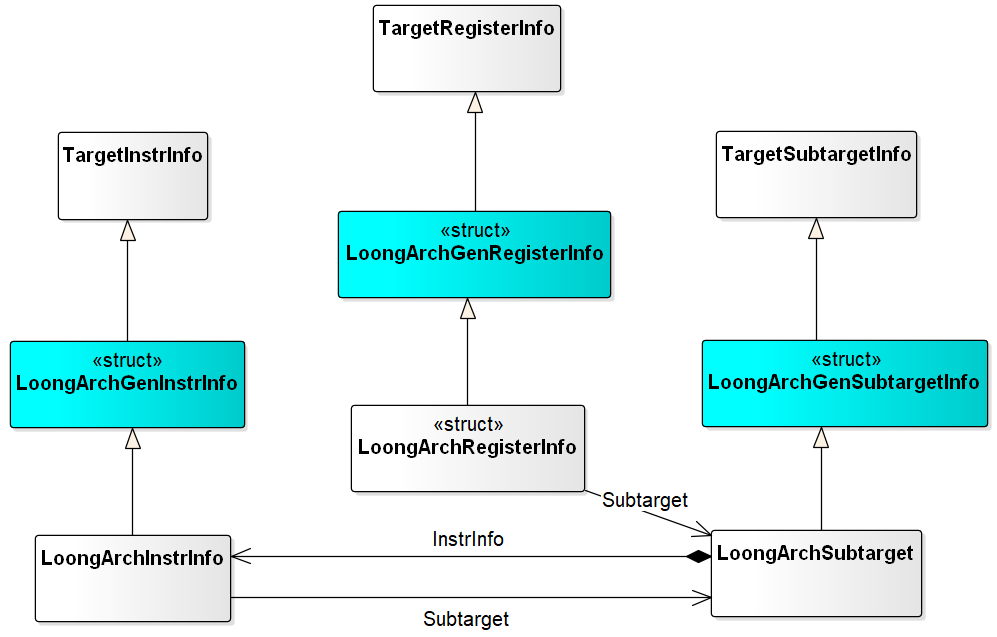 TargetRegisterInfo
TargetInstrInfo
TargetSubtargetInfo
«struct»
LoongArchGenRegisterInfo
«struct»
LoongArchGenInstrInfo
«struct»
LoongArchGenSubtargetInfo
«struct»
LoongArchRegisterInfo
Subtarget
InstrInfo
LoongArchInstrInfo
LoongArchSubtarget
Subtarget